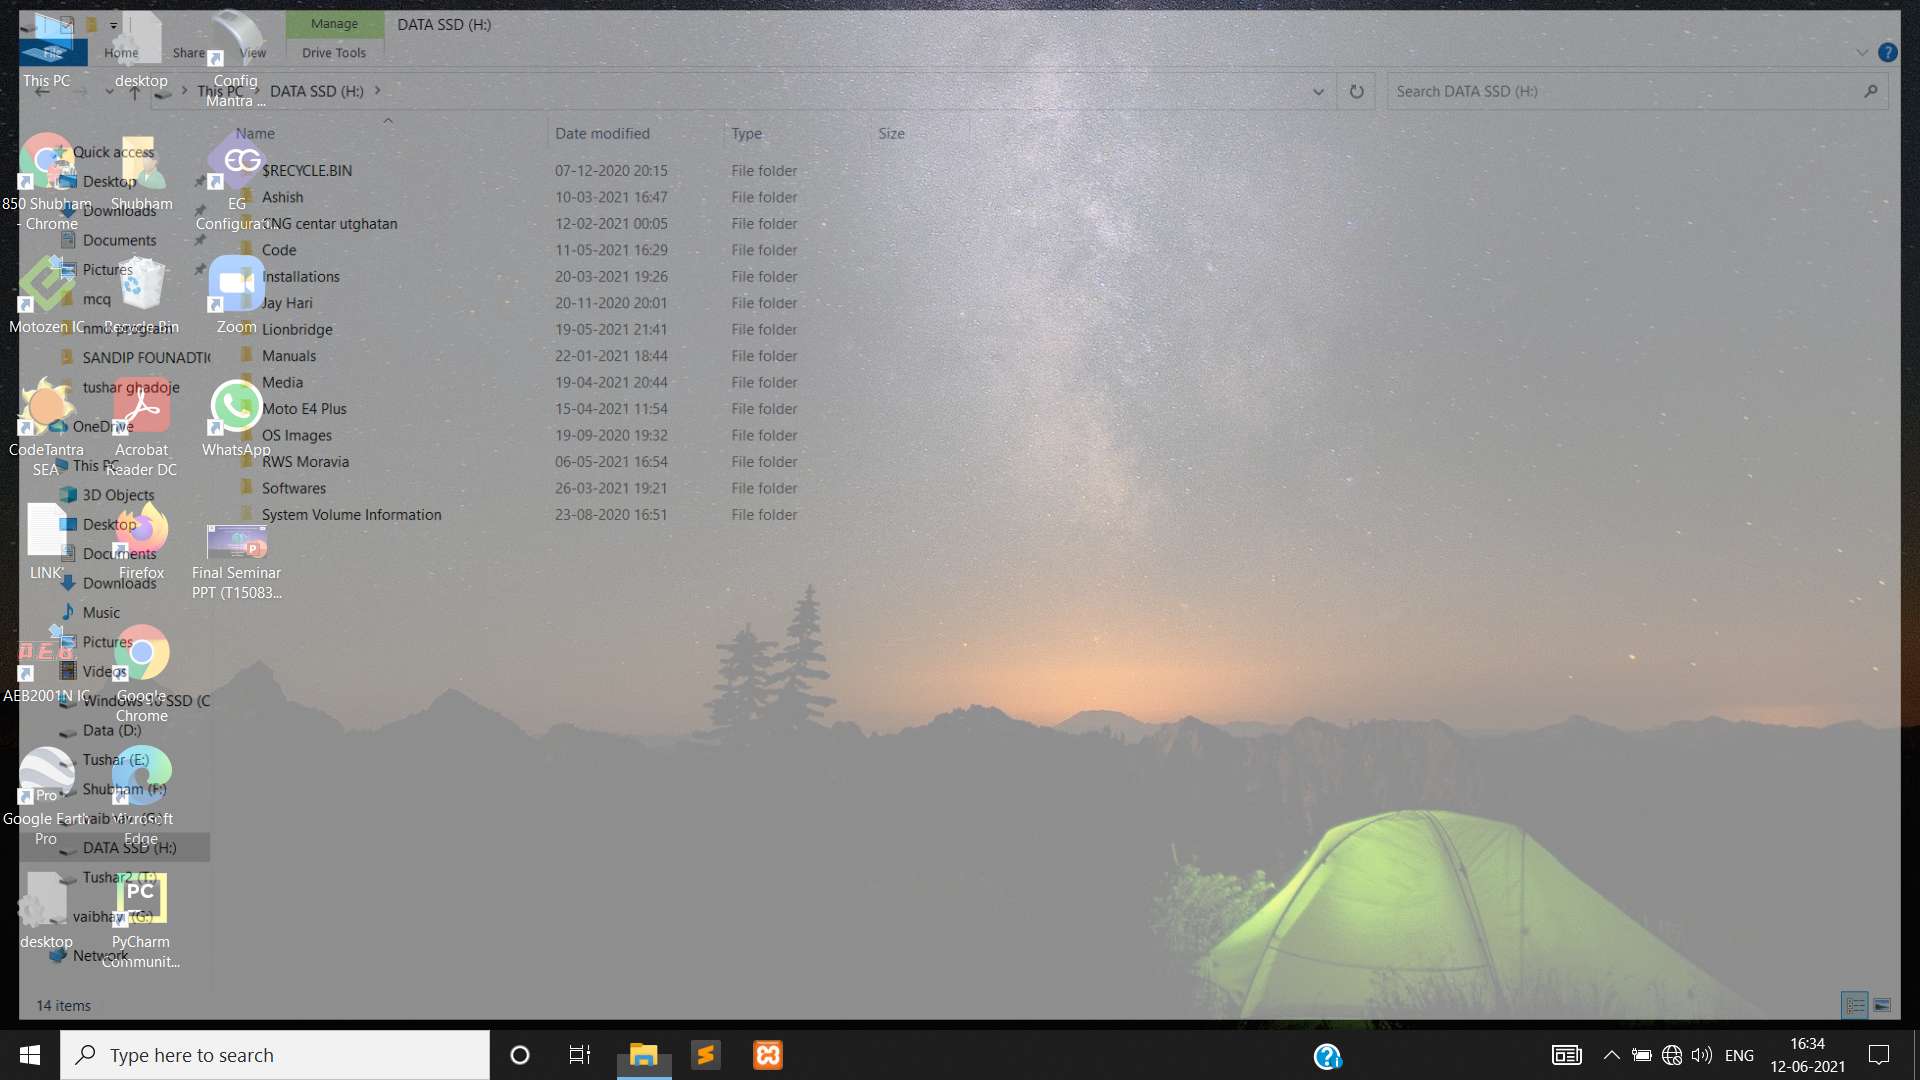 Manage
DATA SSD (H:)
File
Home
Share
View
Drive Tools
This PC
desktop
Config
Mantra ...
This PC
DATA SSD (H:)
Search DATA SSD (H:)
Name
Date modified
Type
Size
$RECYCLE.BIN
07-12-2020 20:15
File folder
Ashish
10-03-2021 16:47
File folder
CNG centar utghatan
12-02-2021 00:05
File folder
Code
11-05-2021 16:29
File folder
Installations
20-03-2021 19:26
File folder
Jay Hari
20-11-2020 20:01
File folder
Lionbridge
19-05-2021 21:41
File folder
Manuals
22-01-2021 18:44
File folder
Media
19-04-2021 20:44
File folder
Moto E4 Plus
15-04-2021 11:54
File folder
OS Images
19-09-2020 19:32
File folder
RWS Moravia
06-05-2021 16:54
File folder
Softwares
26-03-2021 19:21
File folder
System Volume Information
23-08-2020 16:51
File folder
Quick access
Desktop
Downloads
Documents
Pictures
mcq
nmu program
SANDIP FOUNADTIO
tushar ghadoje
OneDrive
This PC
3D Objects
Desktop
Documents
Downloads
Music
Pictures
Videos
Windows 10 SSD (C
Data (D:)
Tushar (E:)
Shubham (F:)
DATA SSD (H:)
Tushar2 (T:)
vaibhavi (G:)
Network
850 Shubham
- Chrome
Shubham
EG
EG
Configurat...
Motozen IC
Recycle Bin
Zoom
CodeTantra
SEA
Acrobat
Reader DC
WhatsApp
LINK
Firefox
Final Seminar
PPT (T15083...
AEB2001N IC
Google
Chrome
Pro
Google Earth
Pro
Microsoft
Edge
PC
desktop
PyCharm
Communit...
14 items
Type here to search
ENG
16:34
12-06-2021